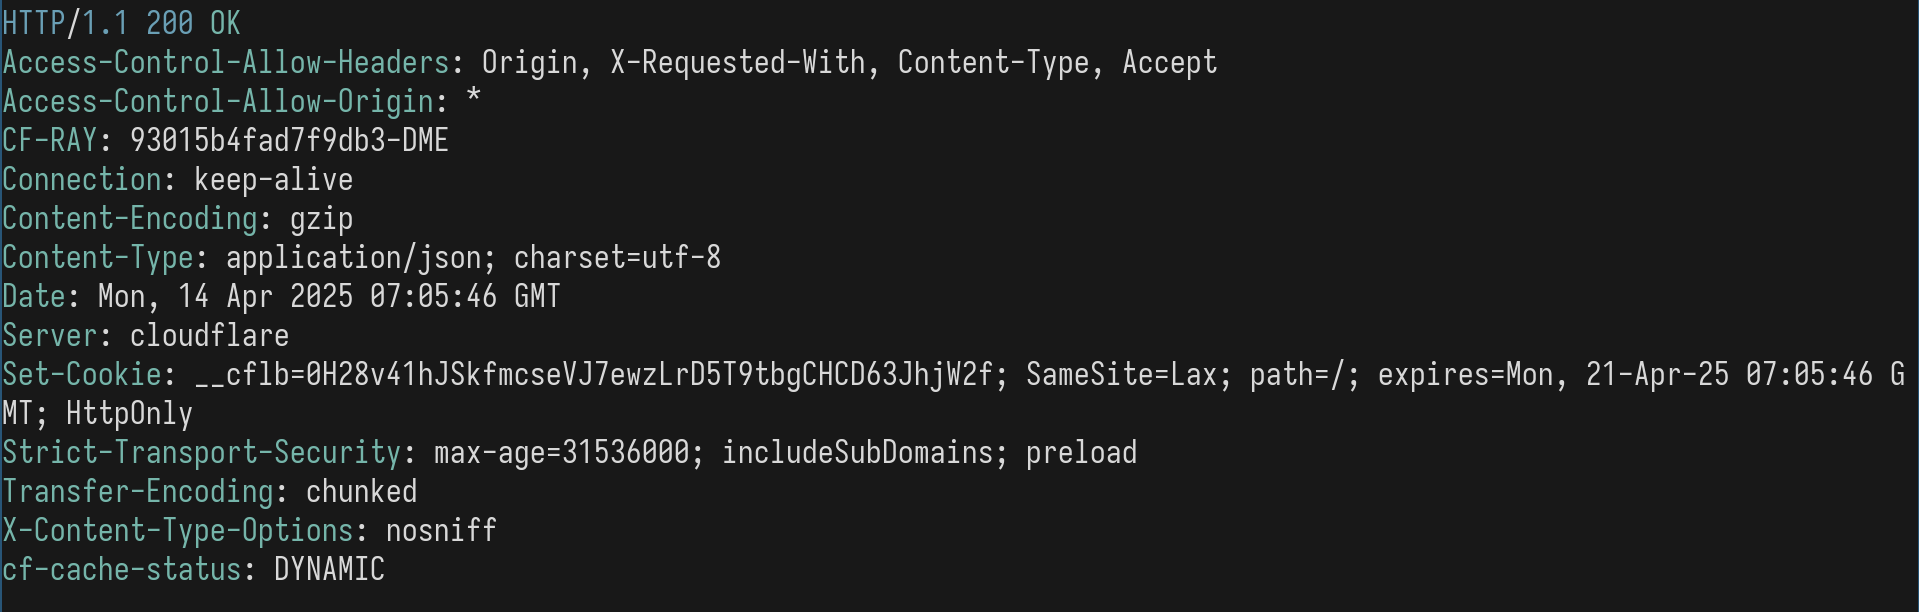 HTTP/1.1 200 OK
Access-Control-Allow-Headers: Origin, X-Requested-With, Content-Type, Accept
Access-Control-Allow-Origin: *
CF-RAY: 93015b4fad7f9db3-DME
Connection: keep-alive
Content-Encoding: gzip
Content-Type: application/json; charset=utf-8
Date: Mon, 14 Apr 2025 07:05:46 GMT
Server: cloudflare
Set-Cookie: __cflb=0H28v41hJSkfmcseVJ7ewzLrD5T9tbgCHCD63JhjW2f; SameSite=Lax; path=/; expires=Mon, 21-Apr-25 07:05:46 G
MT; HttpOnly
Strict-Transport-Security: max-age=31536000; includeSubDomains; preload
Transfer-Encoding: chunked
X-Content-Type-Options: nosniff
cf-cache-status: DYNAMIC